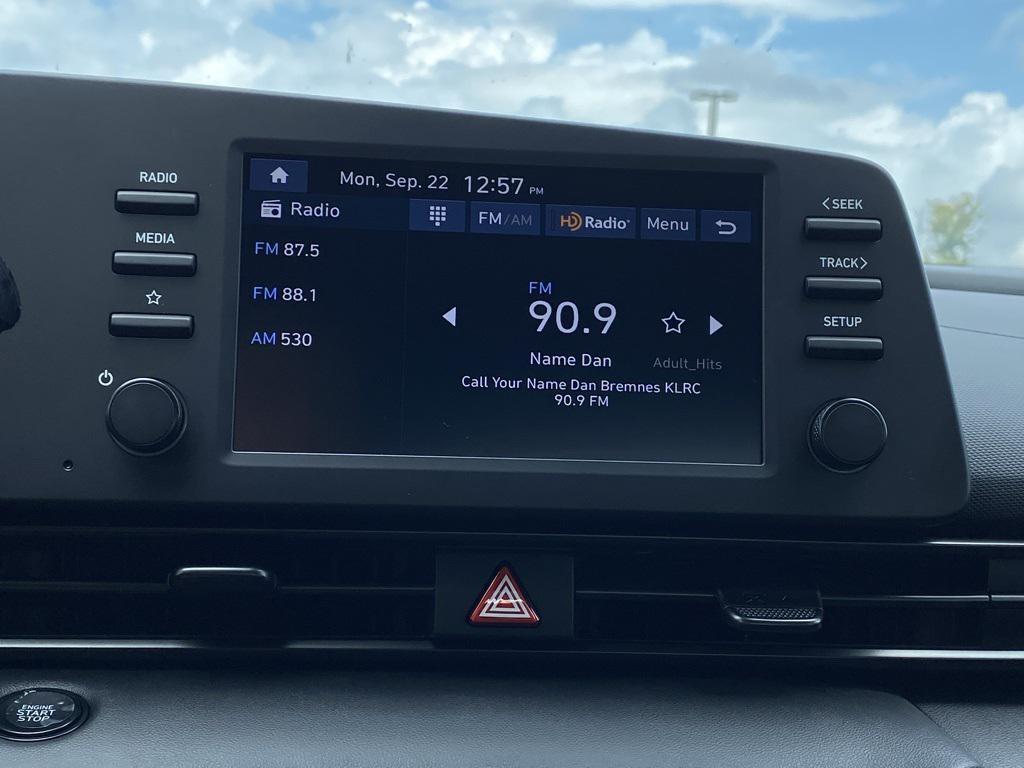 RADIO
MEDIA
Mon, Sep. 22 12:57 PM
Radio FM/AM HD Radio Menu
FM 87.5
FM 88.1
AM 530
FM
90.9
Name Dan Adult_Hits
Call Your Name Dan Bremnes KLRC
90.9 FM
<SEEK
TRACK>
SETUP
ENGINE
START
STOP